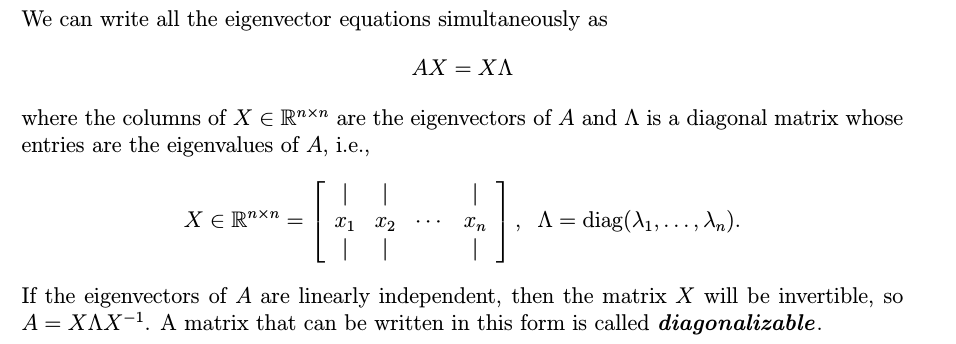 We can write all the eigenvector equations simultaneously as
AX = XΛ
where the columns of X ∈ ℝⁿˣⁿ are the eigenvectors of A and Λ is a diagonal matrix whose
entries are the eigenvalues of A, i.e.,
X ∈ ℝⁿˣⁿ = [ | | | x₁ x₂ ⋯ xₙ | | | ] , Λ = diag(λ₁, . . . , λₙ).
If the eigenvectors of A are linearly independent, then the matrix X will be invertible, so
A = XΛX⁻¹. A matrix that can be written in this form is called diagonalizable.